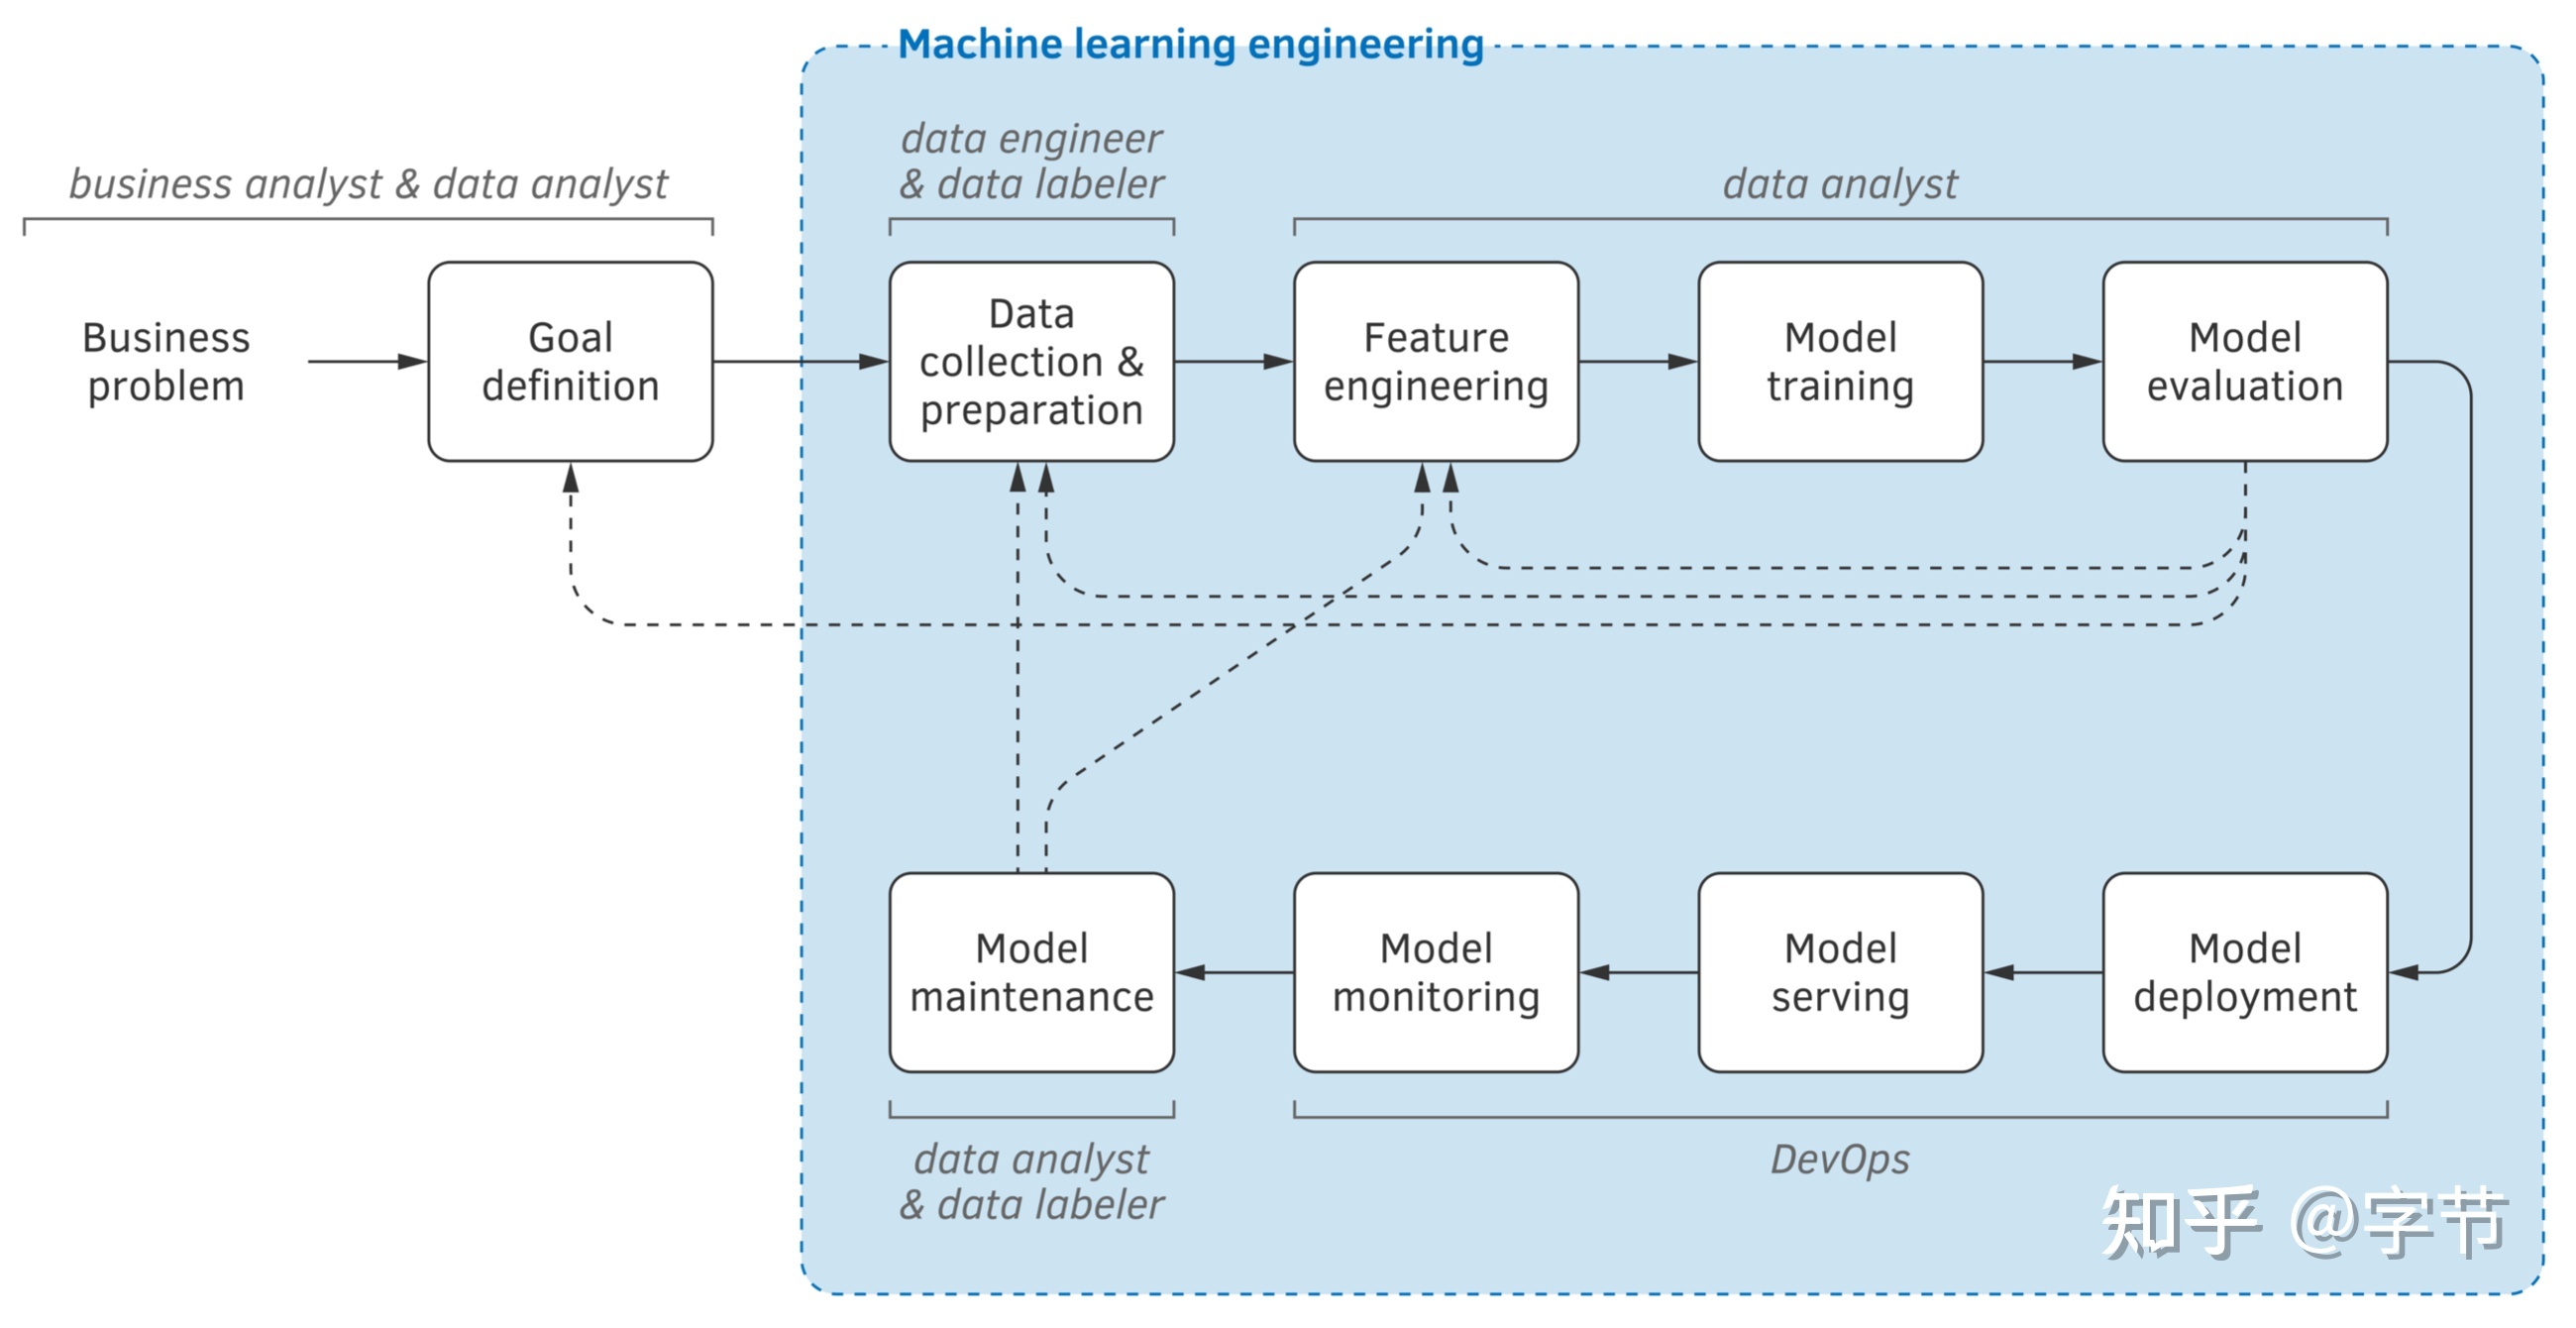 Machine learning engineering
business analyst & data analyst
data engineer
& data labeler
data analyst
Business
problem
Goal
definition
Data
collection &
preparation
Feature
engineering
Model
training
Model
evaluation
Model
maintenance
Model
monitoring
Model
serving
Model
deployment
data analyst
& data labeler
DevOps
知乎 @字节